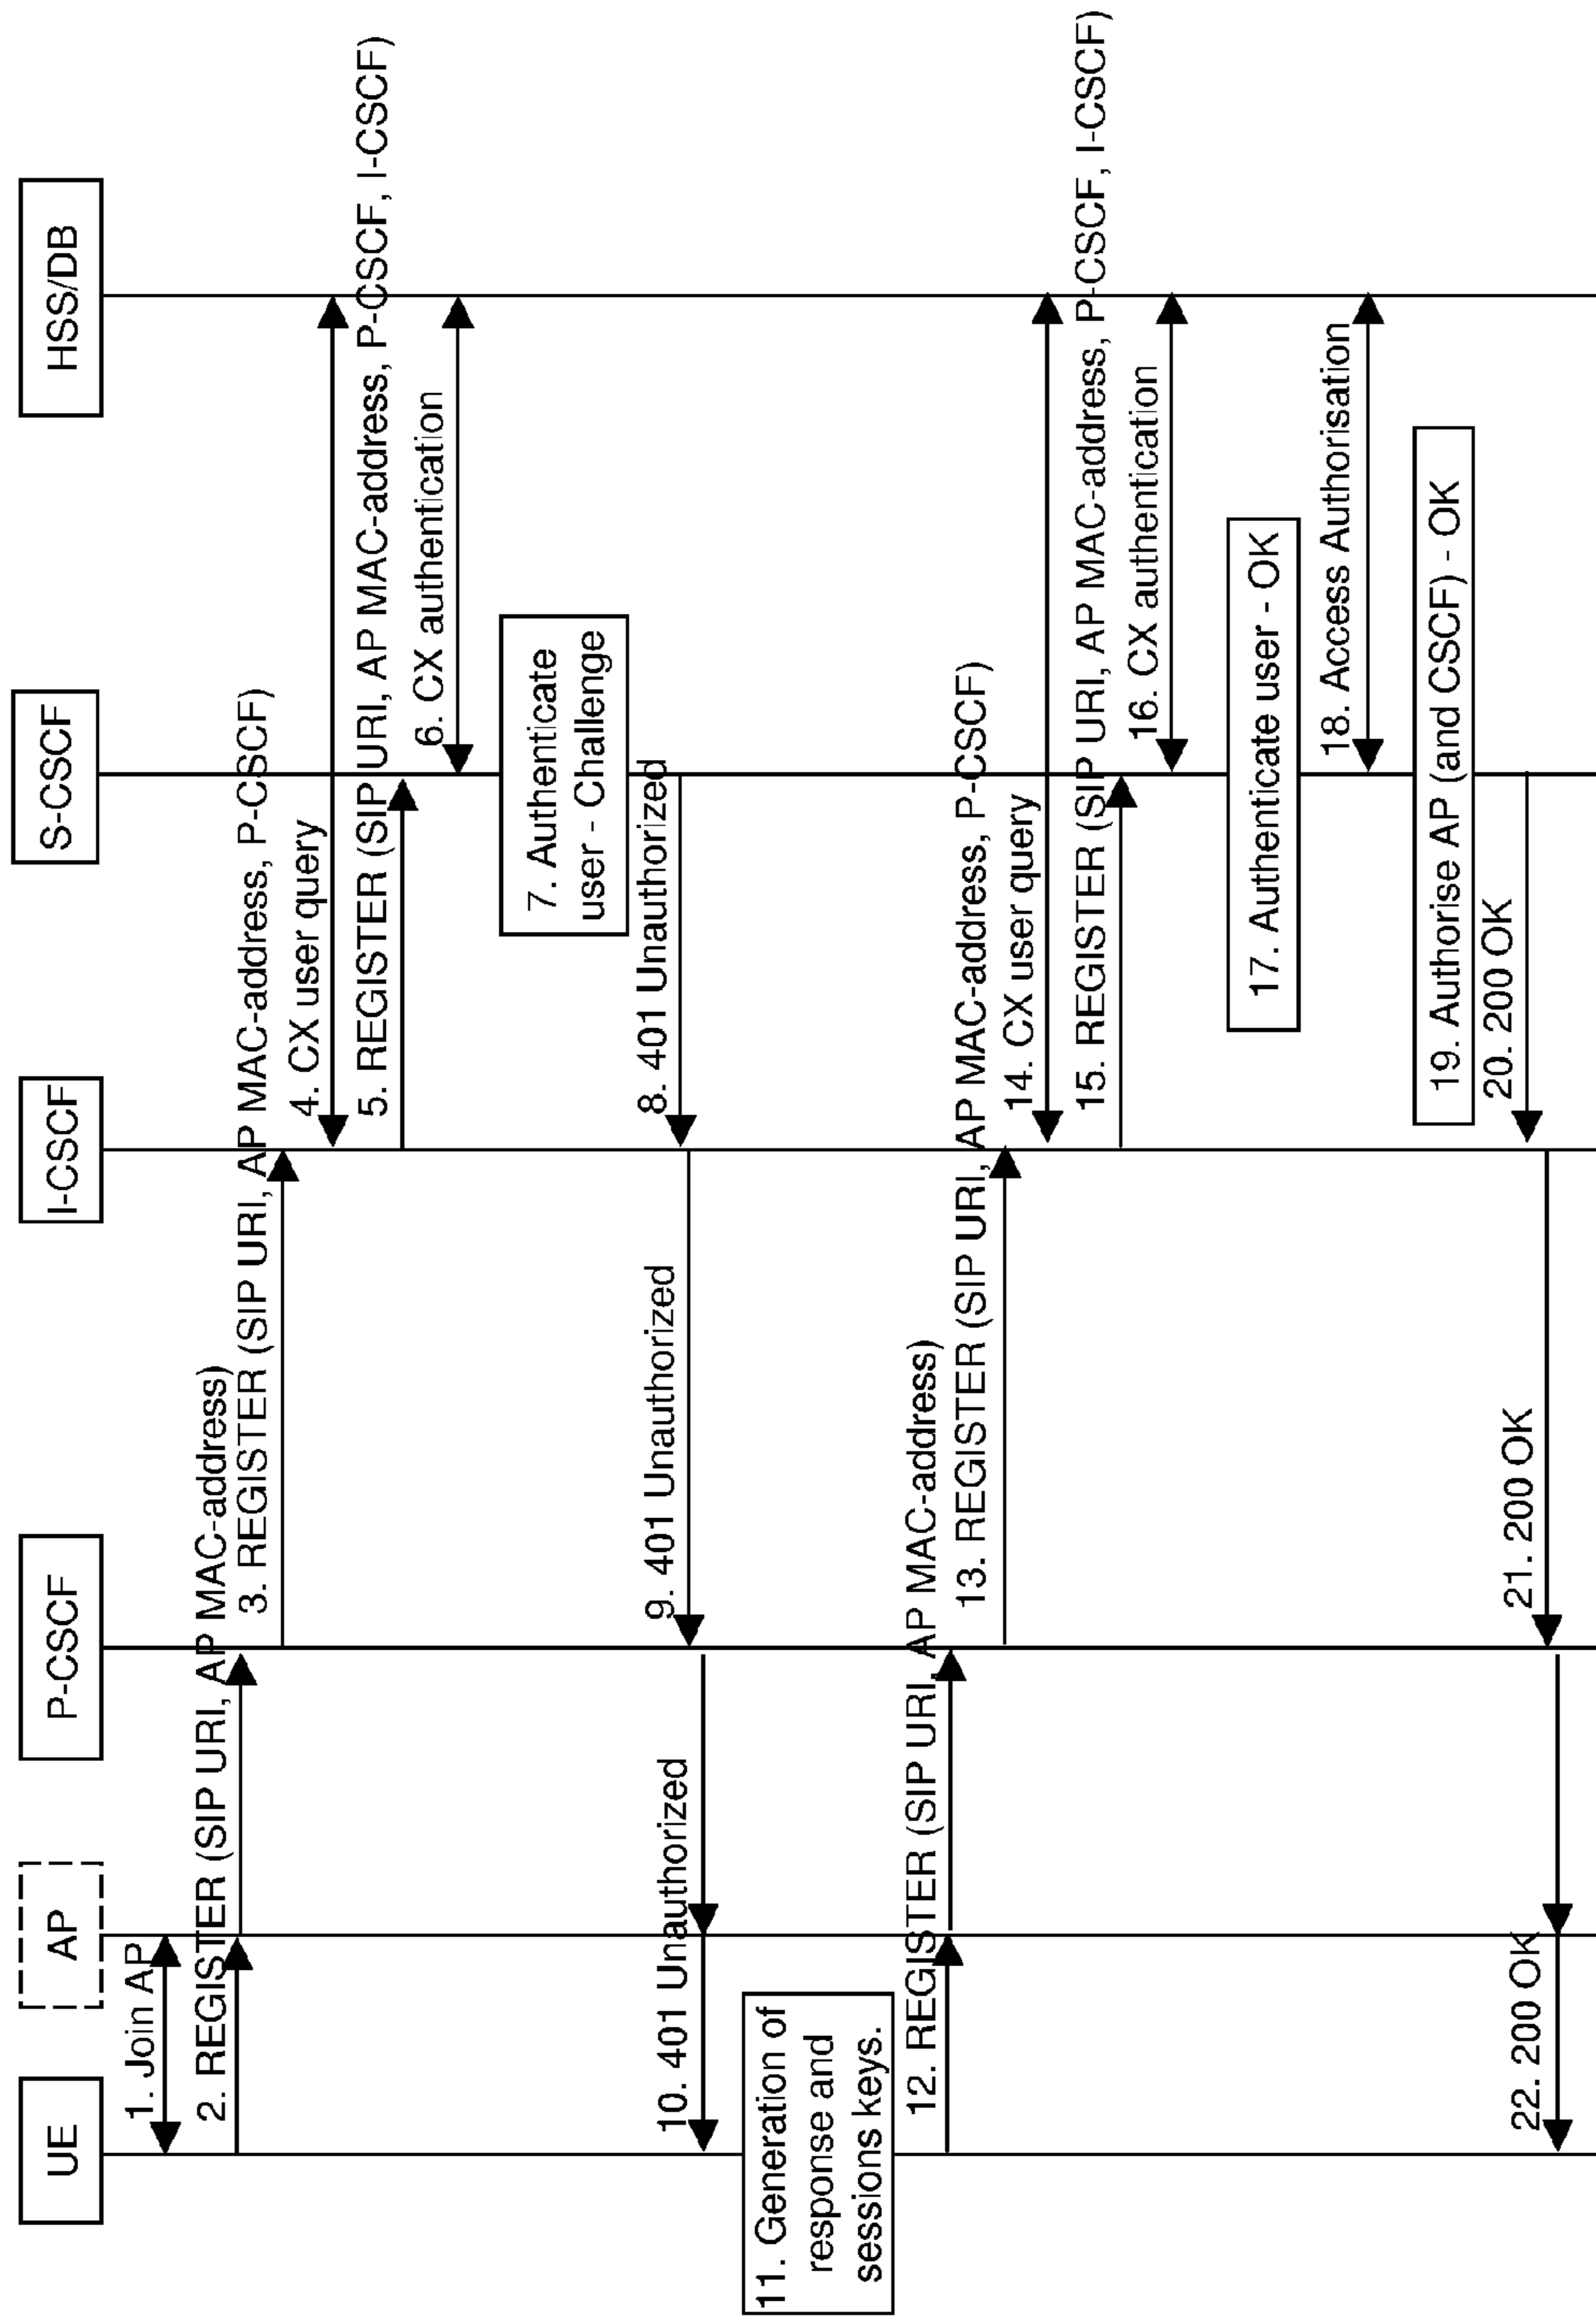 UE
AP
P-CSCF
I-CSCF
S-CSCF
HSS/DB
1. Join AP
2. REGISTER (SIP URI, AP MAC-address)
3. REGISTER (SIP URI, AP MAC-address, P-CSCF)
4. CX user query
5. REGISTER (SIP URI, AP MAC-address, P-CSCF, I-CSCF)
6. CX authentication
7. Authenticate
user - Challenge
8. 401 Unauthorized
9. 401 Unauthorized
10. 401 Unauthorized
11. Generation of
response and
sessions keys.
12. REGISTER (SIP URI, AP MAC-address)
13. REGISTER (SIP URI, AP MAC-address, P-CSCF)
14. CX user query
15. REGISTER (SIP URI, AP MAC-address, P-CSCF, I-CSCF)
16. CX authentication
17. Authenticate user - OK
18. Access Authorisation
19. Authorise AP (and CSCF) - OK
20. 200 OK
21. 200 OK
22. 200 OK